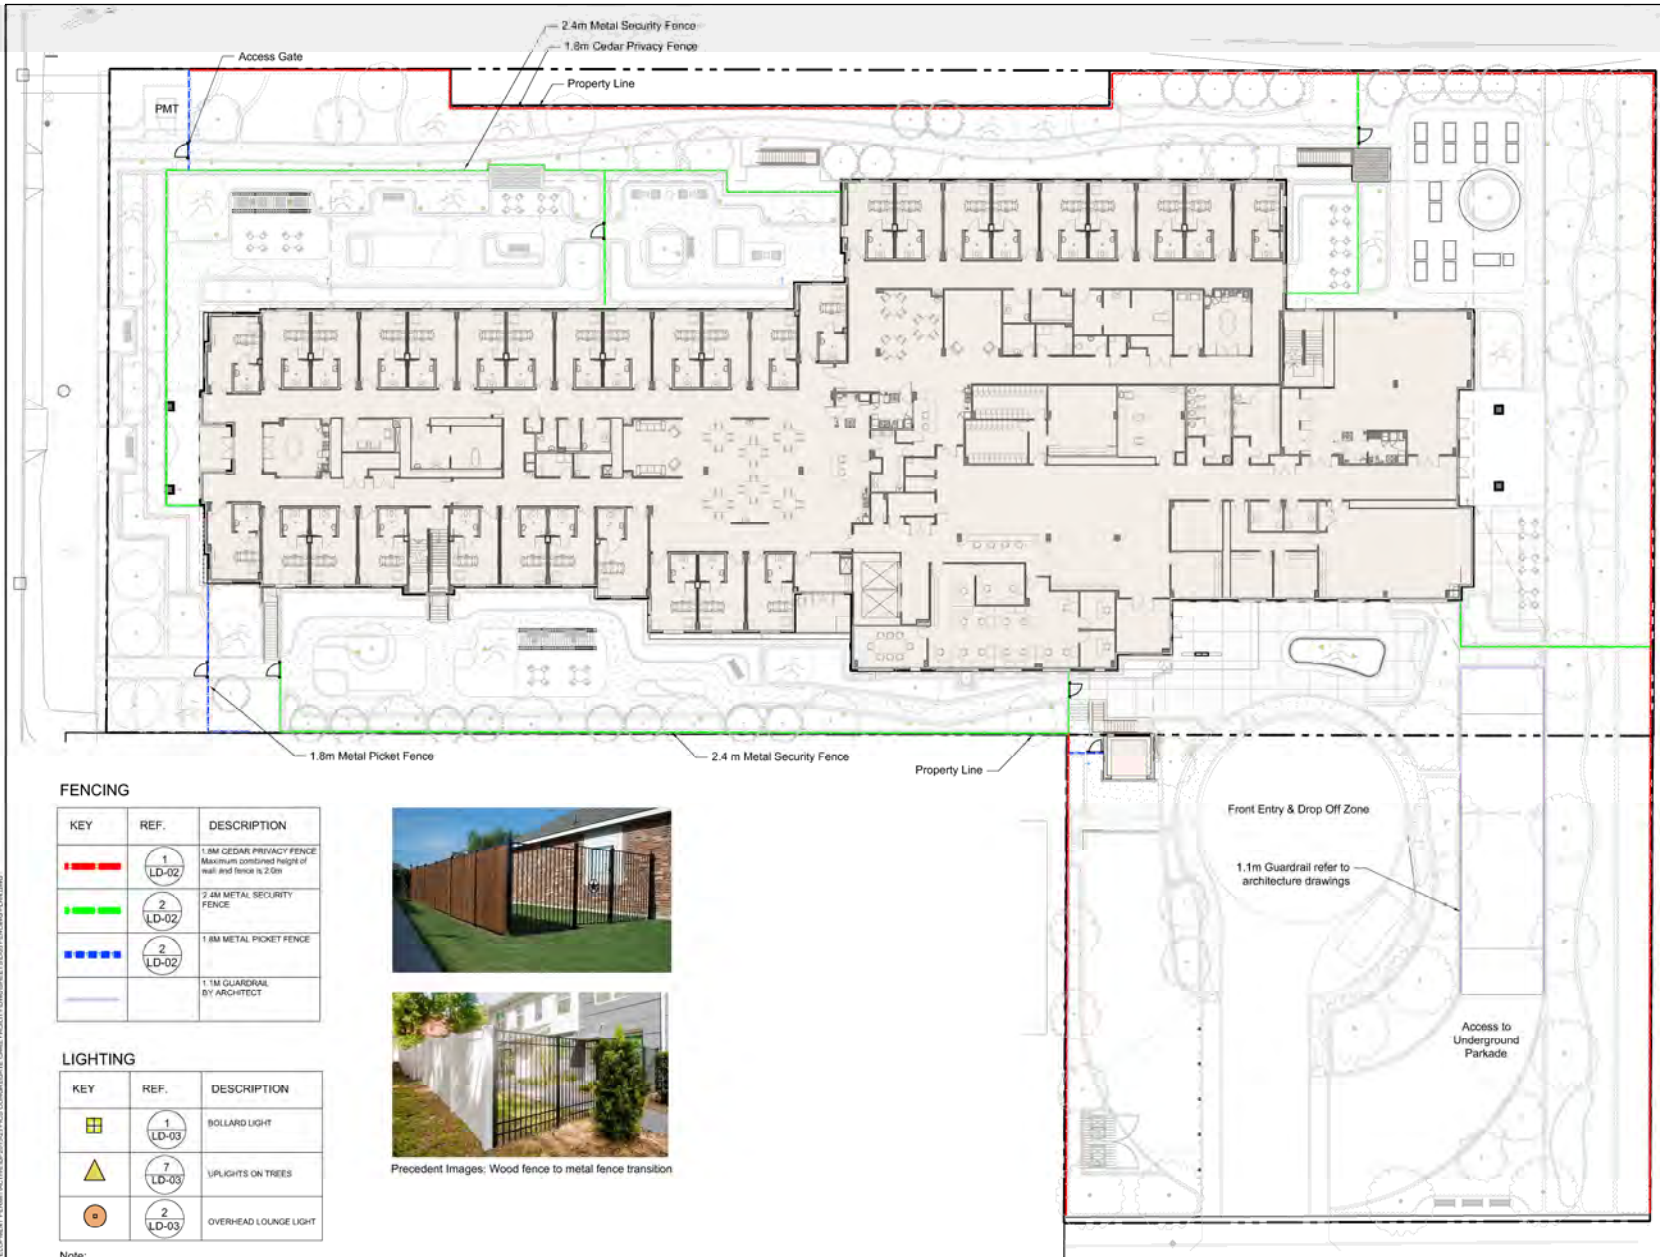 2.4m Metal Security Fence
1.8m Cedar Privacy Fence
Access Gate
Property Line
PMT
1.8m Metal Picket Fence
2.4 m Metal Security Fence
Property Line
Front Entry & Drop Off Zone
1.1m Guardrail refer to
architecture drawings
Access to
Underground
Parkade
FENCING
KEY REF. DESCRIPTION
1
LD-02
1.8M CEDAR PRIVACY FENCE
Maximum combined height of
wall and fence is 2.0m
2
LD-02
2.4M METAL SECURITY
FENCE
2
LD-02
1.8M METAL PICKET FENCE
1.1M GUARDRAIL
BY ARCHITECT
LIGHTING
KEY REF. DESCRIPTION
1
LD-03
BOLLARD LIGHT
7
LD-03
UPLIGHTS ON TREES
2
LD-03
OVERHEAD LOUNGE LIGHT
Note:
Precedent Images: Wood fence to metal fence transition